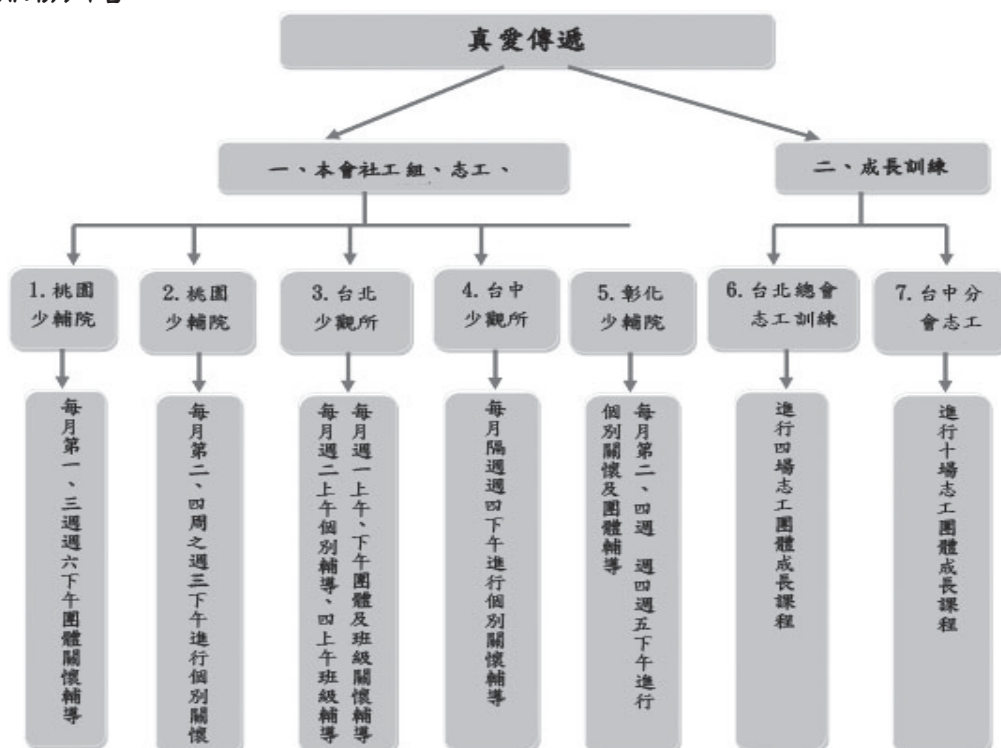 真愛傳遞
一、本會社工組、志工、
二、成長訓練
1. 桃園
少輔院
2. 桃園
少輔院
3. 台北
少觀所
4. 台中
少觀所
5. 彰化
少輔院
6. 台北總會
志工訓練
7. 台中分
會志工
每月第一、三週週六下午團體關懷輔導
每月第二、四周之週三下午進行個別關懷
每月週一上午、下午團體及班級關懷輔導
每月週二上午個別輔導、四上午班級輔導
每月隔週週四下午進行個別關懷輔導
每月第二、四週 週四週五下午進行
個別關懷及團體輔導
進行四場志工團體成長課程
進行十場志工團體成長課程